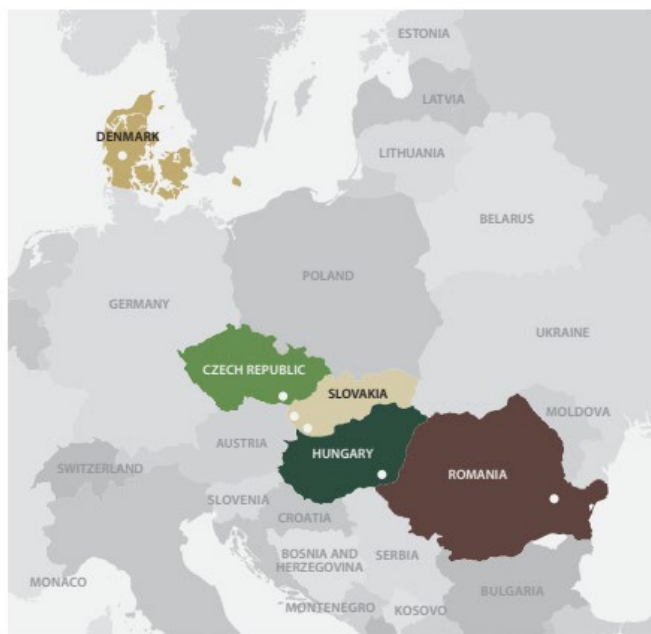 ESTONIA
LATVIA
DENMARK
LITHUANIA
BELARUS
POLAND
GERMANY
UKRAINE
CZECH REPUBLIC
SLOVAKIA
MOLDOVA
AUSTRIA
HUNGARY
SWITZERLAND
ROMANIA
SLOVENIA
CROATIA
BOSNIA AND
HERZEGOVINA
SERBIA
MONACO
BULGARIA
MONTENEGRO
KOSOVO